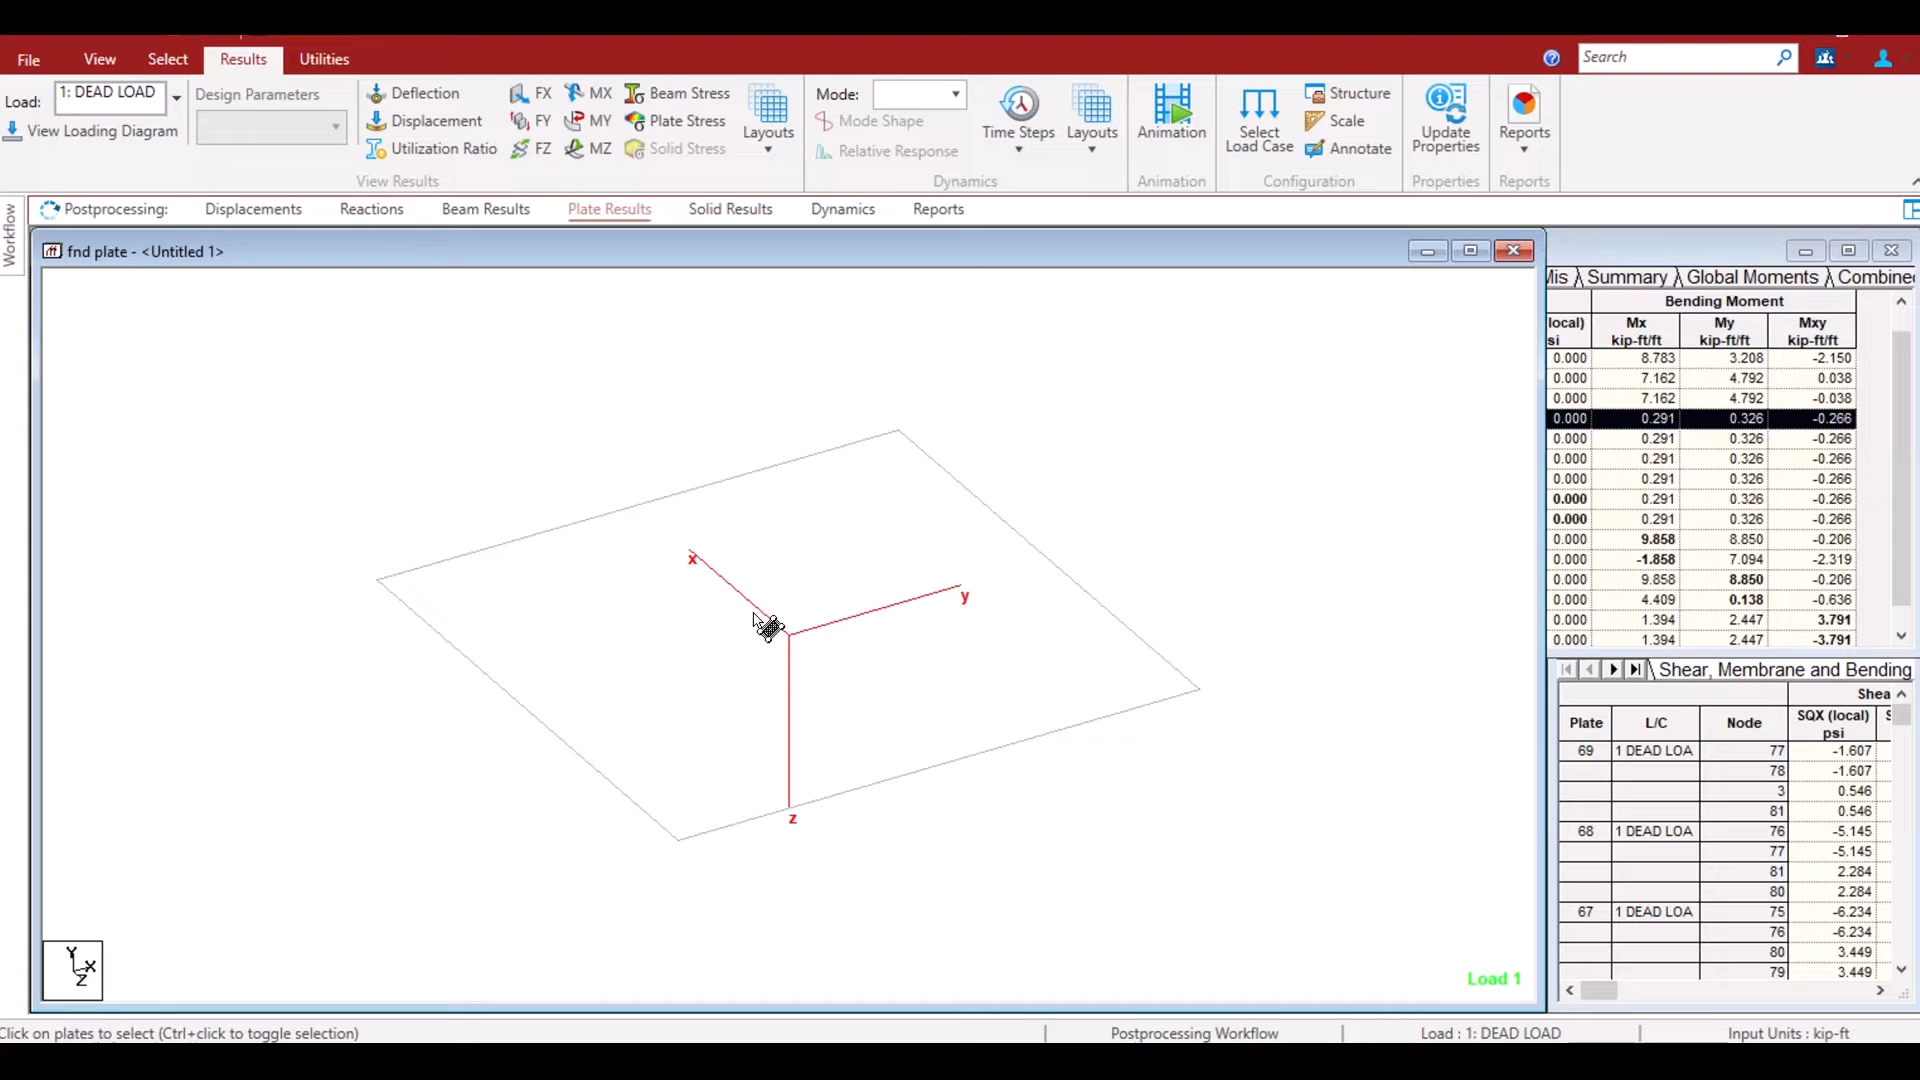 File View Select Results Utilities Search
Load: 1: DEAD LOAD Design Parameters Deflection FX MX Beam Stress Layouts Mode: Time Steps Layouts Animation Select Load Case Structure Update Properties Reports
View Loading Diagram Displacement FY MY Plate Stress Mode Shape Scale
Utilization Ratio FZ MZ Solid Stress Relative Response Annotate
View Results Dynamics Animation Configuration Properties Reports
Workflow
Postprocessing: Displacements Reactions Beam Results Plate Results Solid Results Dynamics Reports
fnd plate - <Untitled 1>
x
y
z
Y
X
Z
Load 1
Mis Summary Global Moments Combined
Bending Moment
local) Mx My Mxy
si kip-ft/ft kip-ft/ft kip-ft/ft
0.000 8.783 3.208 -2.150
0.000 7.162 4.792 0.038
0.000 7.162 4.792 -0.038
0.000 0.291 0.326 -0.266
0.000 0.291 0.326 -0.266
0.000 0.291 0.326 -0.266
0.000 0.291 0.326 -0.266
0.000 0.291 0.326 -0.266
0.000 0.291 0.326 -0.266
0.000 9.858 8.850 -0.206
0.000 -1.858 7.094 -2.319
0.000 9.858 8.850 -0.206
0.000 4.409 0.138 -0.636
0.000 1.394 2.447 3.791
0.000 1.394 2.447 -3.791
Shear, Membrane and Bending
Shea
Plate L/C Node SQX (local) S
psi
69 1 DEAD LOA 77 -1.607
78 -1.607
3 0.546
81 0.546
68 1 DEAD LOA 76 -5.145
77 -5.145
81 2.284
80 2.284
67 1 DEAD LOA 75 -6.234
76 -6.234
80 3.449
79 3.449
Click on plates to select (Ctrl+click to toggle selection) Postprocessing Workflow Load : 1: DEAD LOAD Input Units : kip-ft